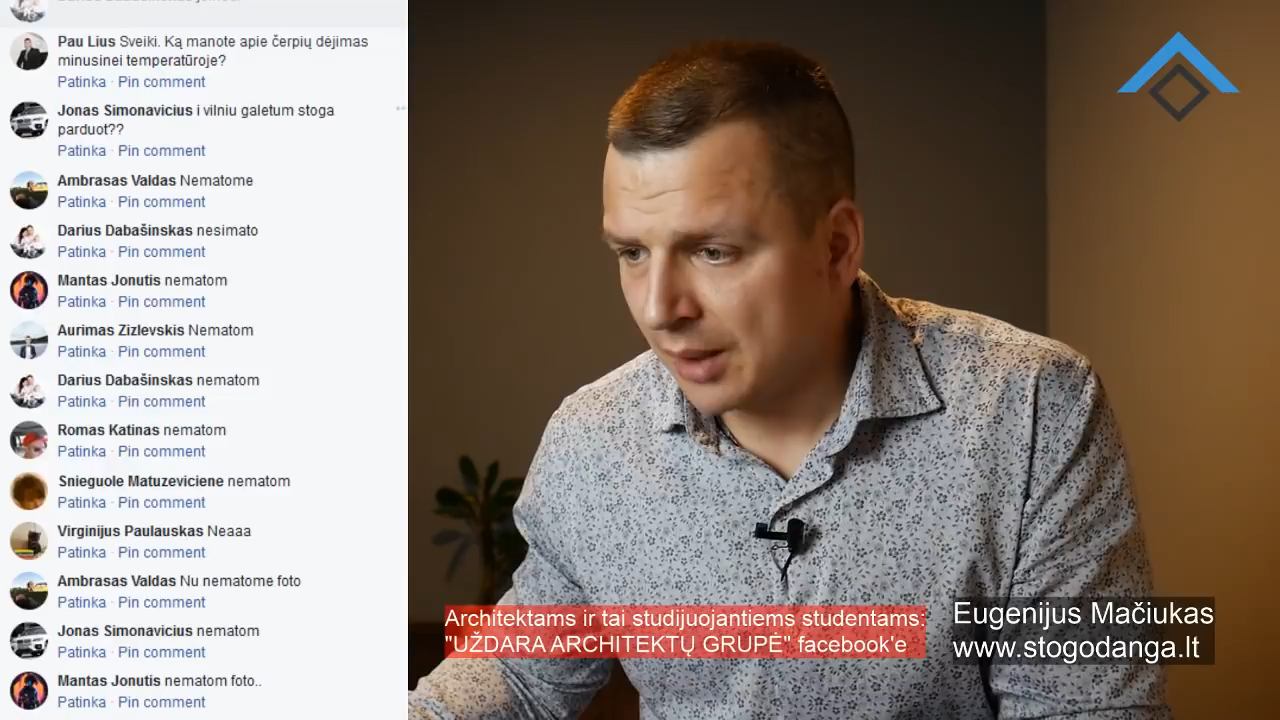 Pau Lius Sveiki. Ką manote apie čerpių dėjimas
minusinei temperatūroje?
Patinka · Pin comment
Jonas Simonavicius i vilniu galetum stoga
parduot??
Patinka · Pin comment
Ambrasas Valdas Nematome
Patinka · Pin comment
Darius Dabašinskas nesimato
Patinka · Pin comment
Mantas Jonutis nematom
Patinka · Pin comment
Aurimas Zizlevskis Nematom
Patinka · Pin comment
Darius Dabašinskas nematom
Patinka · Pin comment
Romas Katinas nematom
Patinka · Pin comment
Snieguole Matuzeviciene nematom
Patinka · Pin comment
Virginijus Paulauskas Neaaa
Patinka · Pin comment
Ambrasas Valdas Nu nematome foto
Patinka · Pin comment
Jonas Simonavicius nematom
Patinka · Pin comment
Mantas Jonutis nematom foto..
Patinka · Pin comment
Architektams ir tai studijuojantiems studentams:
"UŽDARA ARCHITEKTŲ GRUPĖ" facebook'e
Eugenijus Mačiukas
www.stogodanga.lt